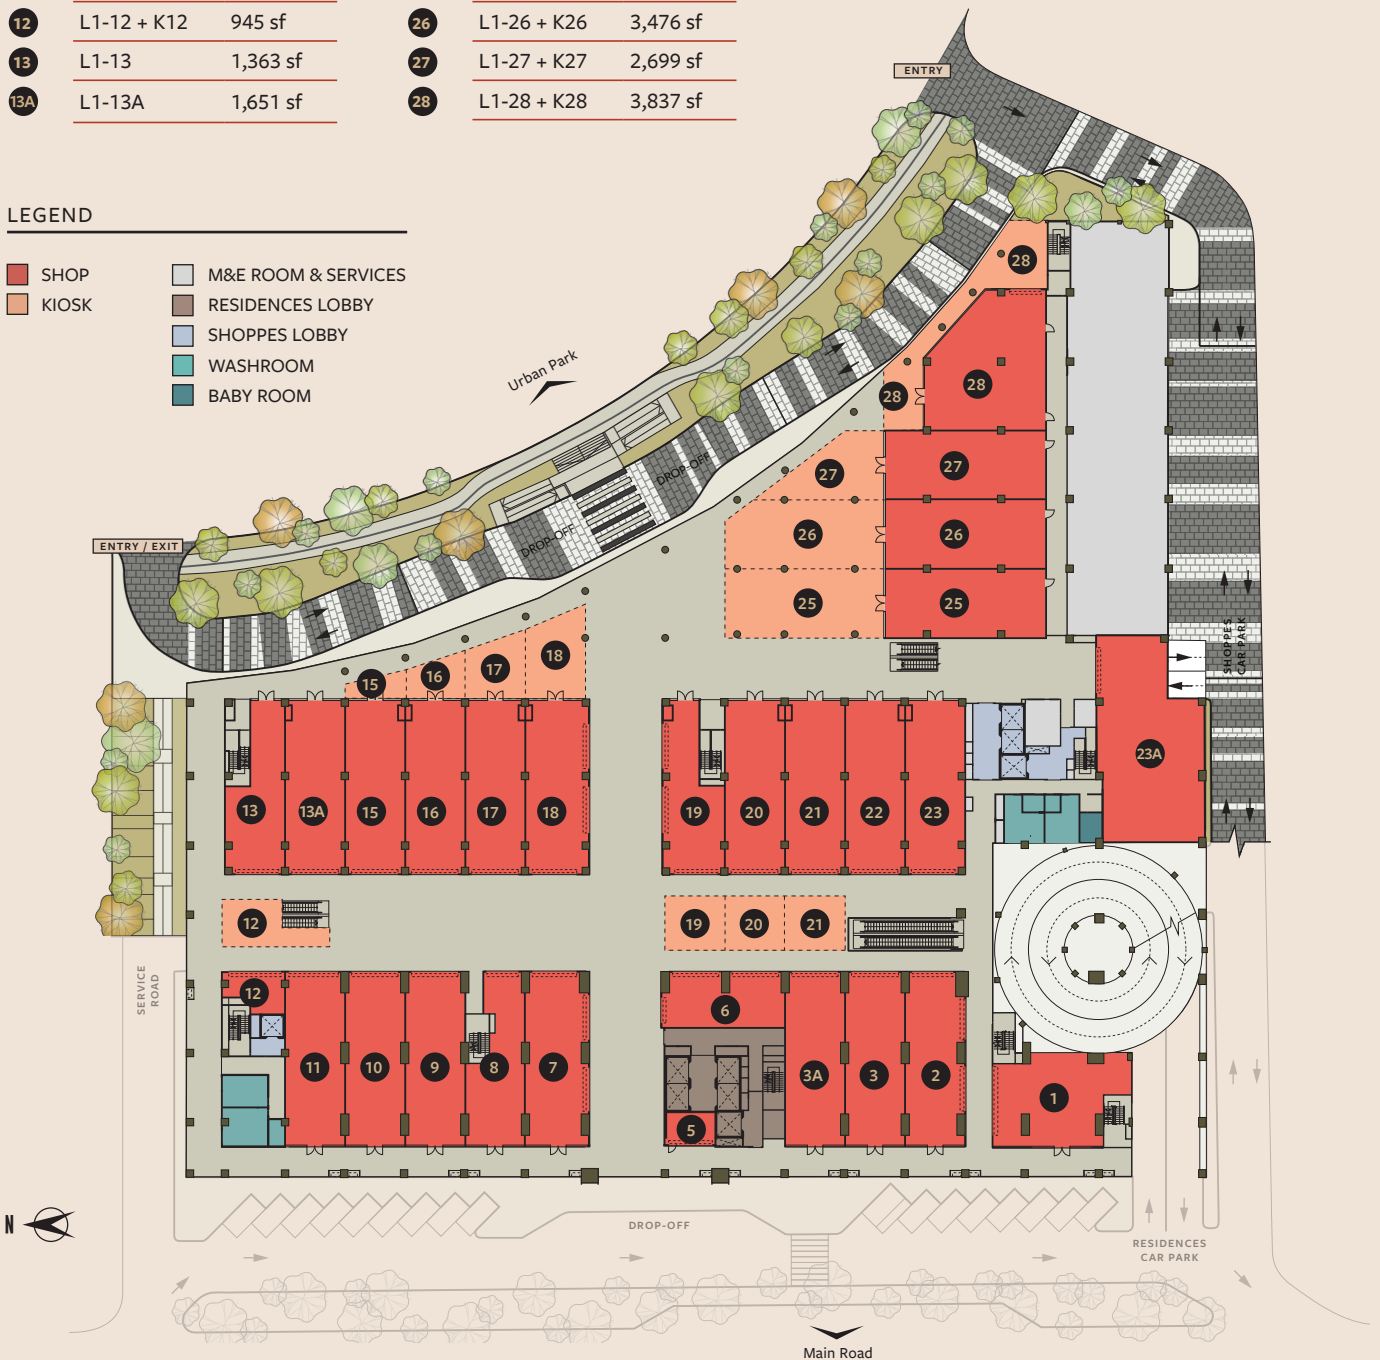 12 L1-12 + K12 945 sf 26 L1-26 + K26 3,476 sf
13 L1-13 1,363 sf 27 L1-27 + K27 2,699 sf
13A L1-13A 1,651 sf 28 L1-28 + K28 3,837 sf
ENTRY
LEGEND
SHOP
KIOSK
M&E ROOM & SERVICES
RESIDENCES LOBBY
SHOPPES LOBBY
WASHROOM
BABY ROOM
Urban Park
28
28
28
27
27
DROP-OFF
DROP-OFF
ENTRY / EXIT
26
26
25
25
SHOPPES
CAR PARK
18
17
16
15
23A
13
13A
15
16
17
18
19
20
21
22
23
12
19
20
21
SERVICE
ROAD
12
6
11
10
9
8
7
3A
3
2
1
5
N
DROP-OFF
RESIDENCES
CAR PARK
Main Road